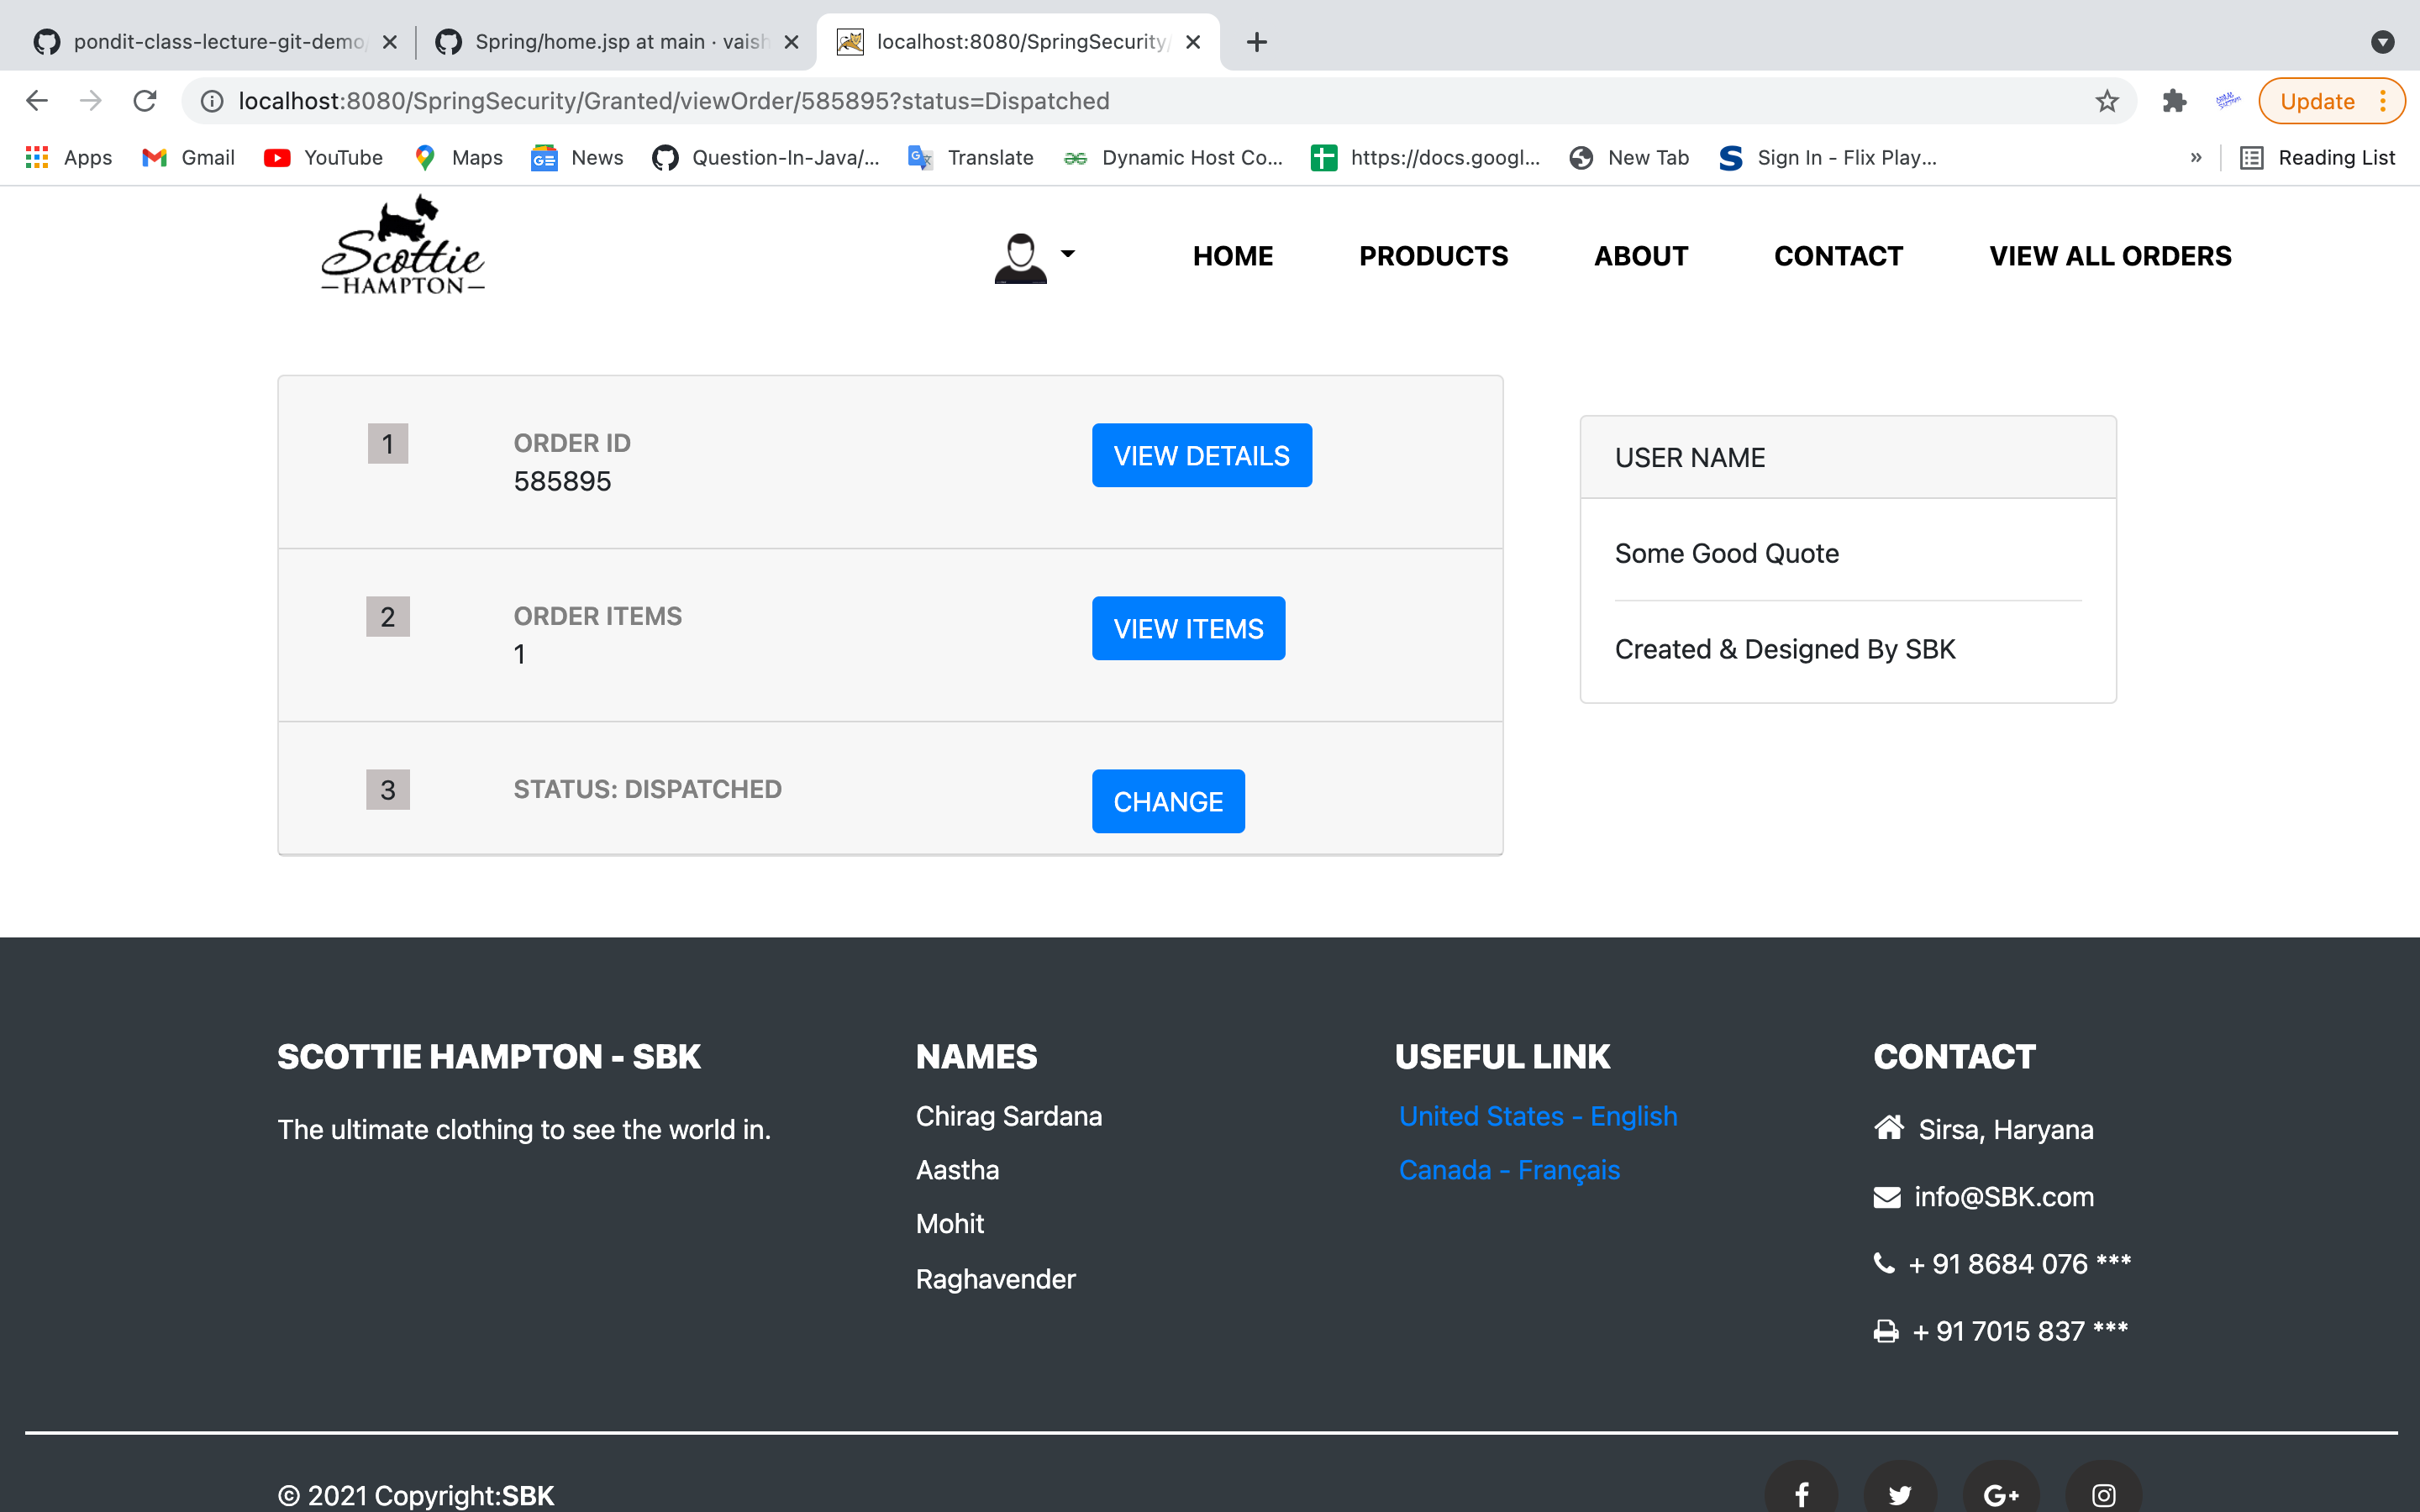 pondit-class-lecture-git-demo/
Spring/home.jsp at main · vaish
localhost:8080/SpringSecurity/
localhost:8080/SpringSecurity/Granted/viewOrder/585895?status=Dispatched
Update
Apps
Gmail
YouTube
Maps
News
Question-In-Java/...
Translate
Dynamic Host Co...
https://docs.googl...
New Tab
Sign In - Flix Play...
»
Reading List
Scottie
HAMPTON
HOME
PRODUCTS
ABOUT
CONTACT
VIEW ALL ORDERS
1
ORDER ID
585895
VIEW DETAILS
2
ORDER ITEMS
1
VIEW ITEMS
3
STATUS: DISPATCHED
CHANGE
USER NAME
Some Good Quote
Created & Designed By SBK
SCOTTIE HAMPTON - SBK
The ultimate clothing to see the world in.
NAMES
Chirag Sardana
Aastha
Mohit
Raghavender
USEFUL LINK
United States - English
Canada - Français
CONTACT
Sirsa, Haryana
info@SBK.com
+ 91 8684 076 ***
+ 91 7015 837 ***
© 2021 Copyright:SBK